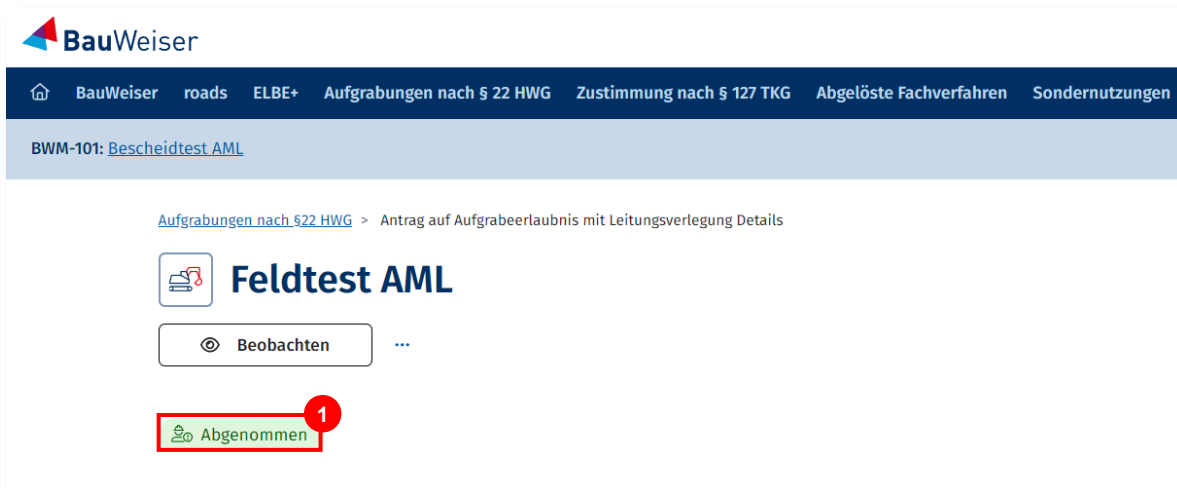 BauWeiser
BauWeiser roads ELBE+ Aufgrabungen nach § 22 HWG Zustimmung nach § 127 TKG Abgelöste Fachverfahren Sondernutzungen
BWM-101: Bescheidtest AML
Aufgrabungen nach §22 HWG > Antrag auf Aufgrabeerlaubnis mit Leitungsverlegung Details
Feldtest AML
Beobachten ...
1
Abgenommen